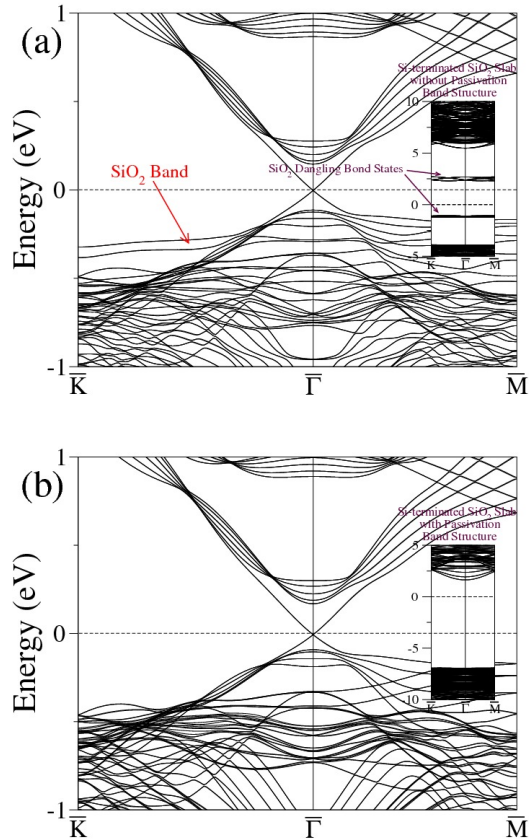 (a)
1
Energy (eV)
0
-1
K̅
Γ̅
M̅
SiO₂ Band
Si-terminated SiO₂ Slab
without Passivation
Band Structure
SiO₂ Dangling Bond States
10
5
0
-5
K̅
Γ̅
M̅
(b)
1
Energy (eV)
0
-1
K̅
Γ̅
M̅
Si-terminated SiO₂ Slab
with Passivation
Band Structure
5
0
-5
-10
K̅
Γ̅
M̅